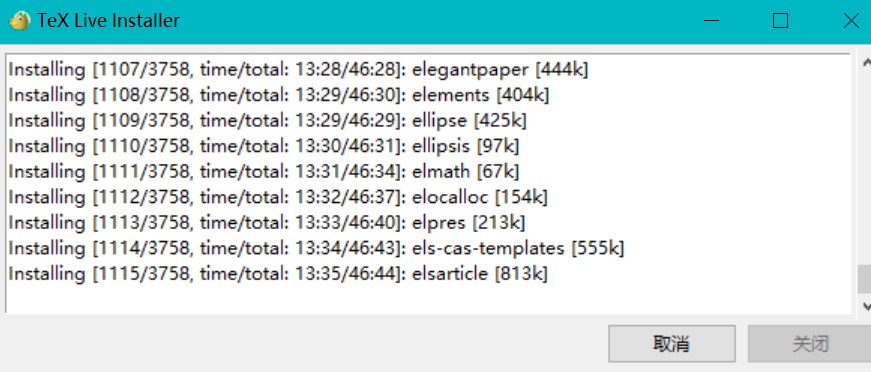 TeX Live Installer
Installing [1107/3758, time/total: 13:28/46:28]: elegantpaper [444k]
Installing [1108/3758, time/total: 13:29/46:30]: elements [404k]
Installing [1109/3758, time/total: 13:29/46:29]: ellipse [425k]
Installing [1110/3758, time/total: 13:30/46:31]: ellipsis [97k]
Installing [1111/3758, time/total: 13:31/46:34]: elmath [67k]
Installing [1112/3758, time/total: 13:32/46:37]: elocalloc [154k]
Installing [1113/3758, time/total: 13:33/46:40]: elpres [213k]
Installing [1114/3758, time/total: 13:34/46:43]: els-cas-templates [555k]
Installing [1115/3758, time/total: 13:35/46:44]: elsarticle [813k]
取消 关闭